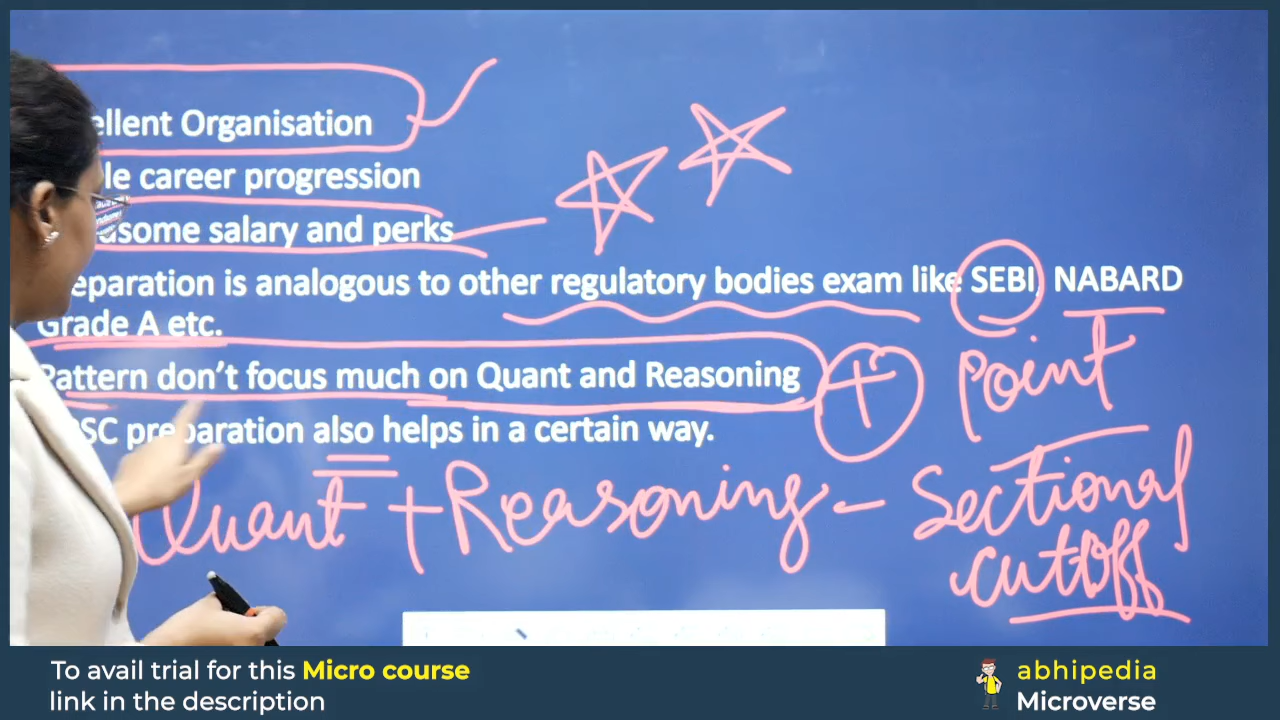 ellent Organisation
le career progression
some salary and perks
eparation is analogous to other regulatory bodies exam like SEBI, NABARD
Grade A etc.
Pattern don't focus much on Quant and Reasoning
SC preparation also helps in a certain way.
+ point
Quant + Reasoning - Sectional
cutoff
To avail trial for this Micro course
link in the description
abhipedia
Microverse